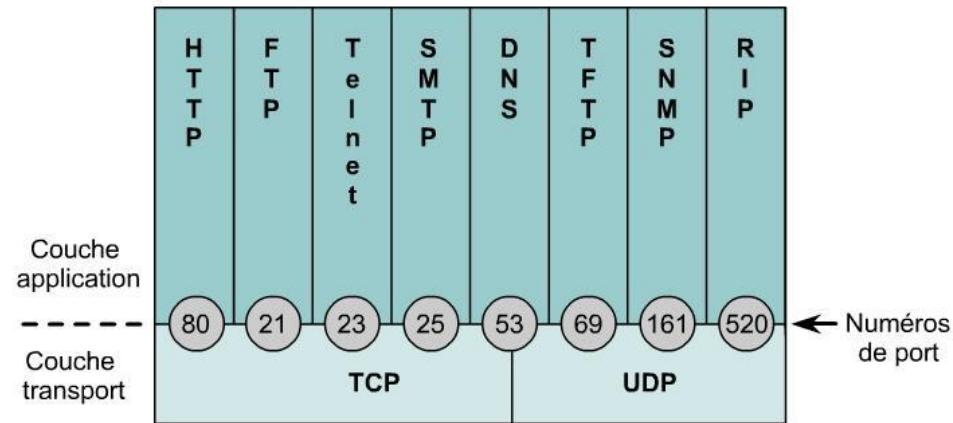 HTTP
FTP
Telnet
SMTP
DNS
TFTP
SNMP
RIP
Couche
application
80 21 23 25 53 69 161 520
Numéros
de port
Couche
transport
TCP UDP